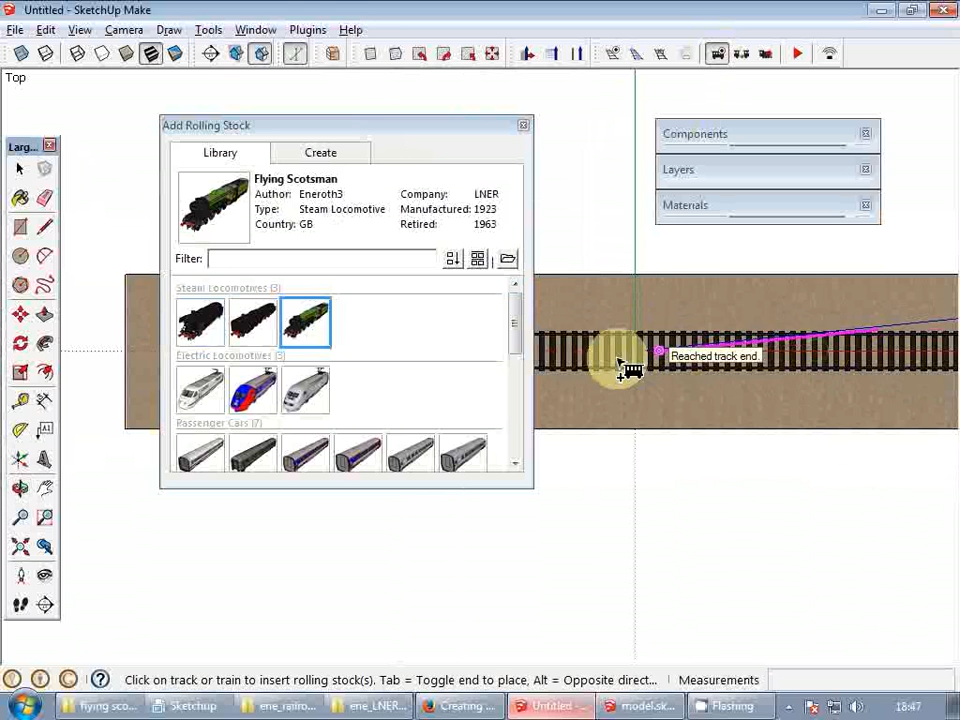 Untitled - SketchUp Make
File Edit View Camera Draw Tools Window Plugins Help
Top
Larg...
Add Rolling Stock
Library Create
Flying Scotsman
Author: Eneroth3 Company: LNER
Type: Steam Locomotive Manufactured: 1923
Country: GB Retired: 1963
Filter:
Steam Locomotives (3)
Electric Locomotives (3)
Passenger Cars (7)
Components
Layers
Materials
Reached track end.
Click on track or train to insert rolling stock(s). Tab = Toggle end to place, Alt = Opposite direct... Measurements
flying sco... Sketchup ene_railro... ene_LNER... Creating ... Untitled -... model.sk... Flashing 18:47